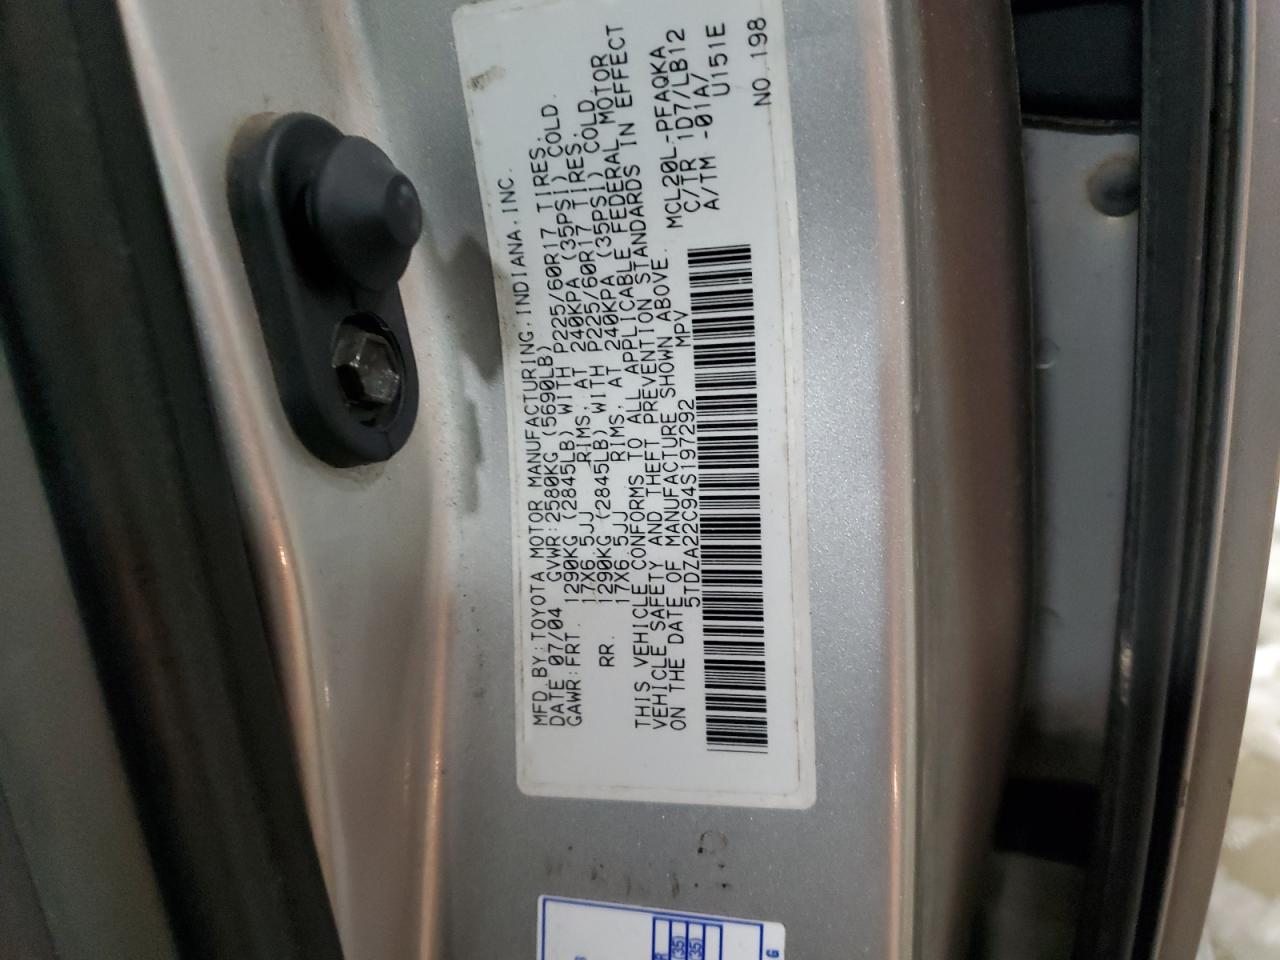 MFD. BY: TOYOTA MOTOR MANUFACTURING, INDIANA, INC.
DATE 07/04 GVWR: 2580KG (5690LB)
GAWR: FRT. 1290KG (2845LB) WITH P225/60R17 TIRES,
17X6.5JJ RIMS, AT 240KPA (35PSI) COLD.
RR. 1290KG (2845LB) WITH P225/60R17 TIRES,
17X6.5JJ RIMS, AT 240KPA (35PSI) COLD.
THIS VEHICLE CONFORMS TO ALL APPLICABLE FEDERAL MOTOR
VEHICLE SAFETY AND THEFT PREVENTION STANDARDS IN EFFECT
ON THE DATE OF MANUFACTURE SHOWN ABOVE.
5TDZA22C94S197292 MPV
MCL20L-PFAQKA
C/TR 1D7/LB12
A/TM -01A/
U151E
NO. 198
(35)
(35)